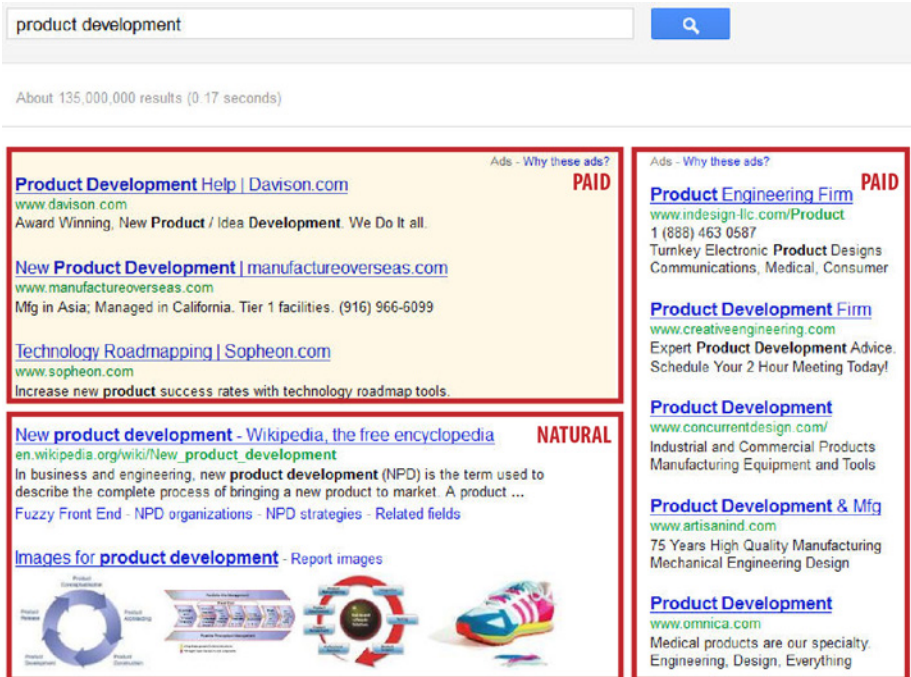 product development
About 135,000,000 results (0.17 seconds)
Ads - Why these ads?
PAID
Product Development Help | Davison.com
www.davison.com
Award Winning, New Product / Idea Development. We Do It all.
New Product Development | manufactureoverseas.com
www.manufactureoverseas.com
Mfg in Asia; Managed in California. Tier 1 facilities. (916) 966-6099
Technology Roadmapping | Sopheon.com
www.sopheon.com
Increase new product success rates with technology roadmap tools.
NATURAL
New product development - Wikipedia, the free encyclopedia
en.wikipedia.org/wiki/New_product_development
In business and engineering, new product development (NPD) is the term used to
describe the complete process of bringing a new product to market. A product ...
Fuzzy Front End - NPD organizations - NPD strategies - Related fields
Images for product development - Report images
Product
Conceptualization
Product
Architecting
Product
Construction
Product
Development
Product
Release
Ads - Why these ads?
PAID
Product Engineering Firm
www.indesign-llc.com/Product
1 (888) 463 0587
Turnkey Electronic Product Designs
Communications, Medical, Consumer
Product Development Firm
www.creativeengineering.com
Expert Product Development Advice.
Schedule Your 2 Hour Meeting Today!
Product Development
www.concurrentdesign.com/
Industrial and Commercial Products
Manufacturing Equipment and Tools
Product Development & Mfg
www.artisanind.com
75 Years High Quality Manufacturing
Mechanical Engineering Design
Product Development
www.omnica.com
Medical products are our specialty.
Engineering, Design, Everything